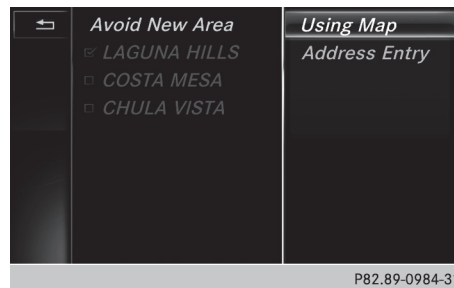 Avoid New Area
LAGUNA HILLS
COSTA MESA
CHULA VISTA
Using Map
Address Entry
P82.89-0984-31